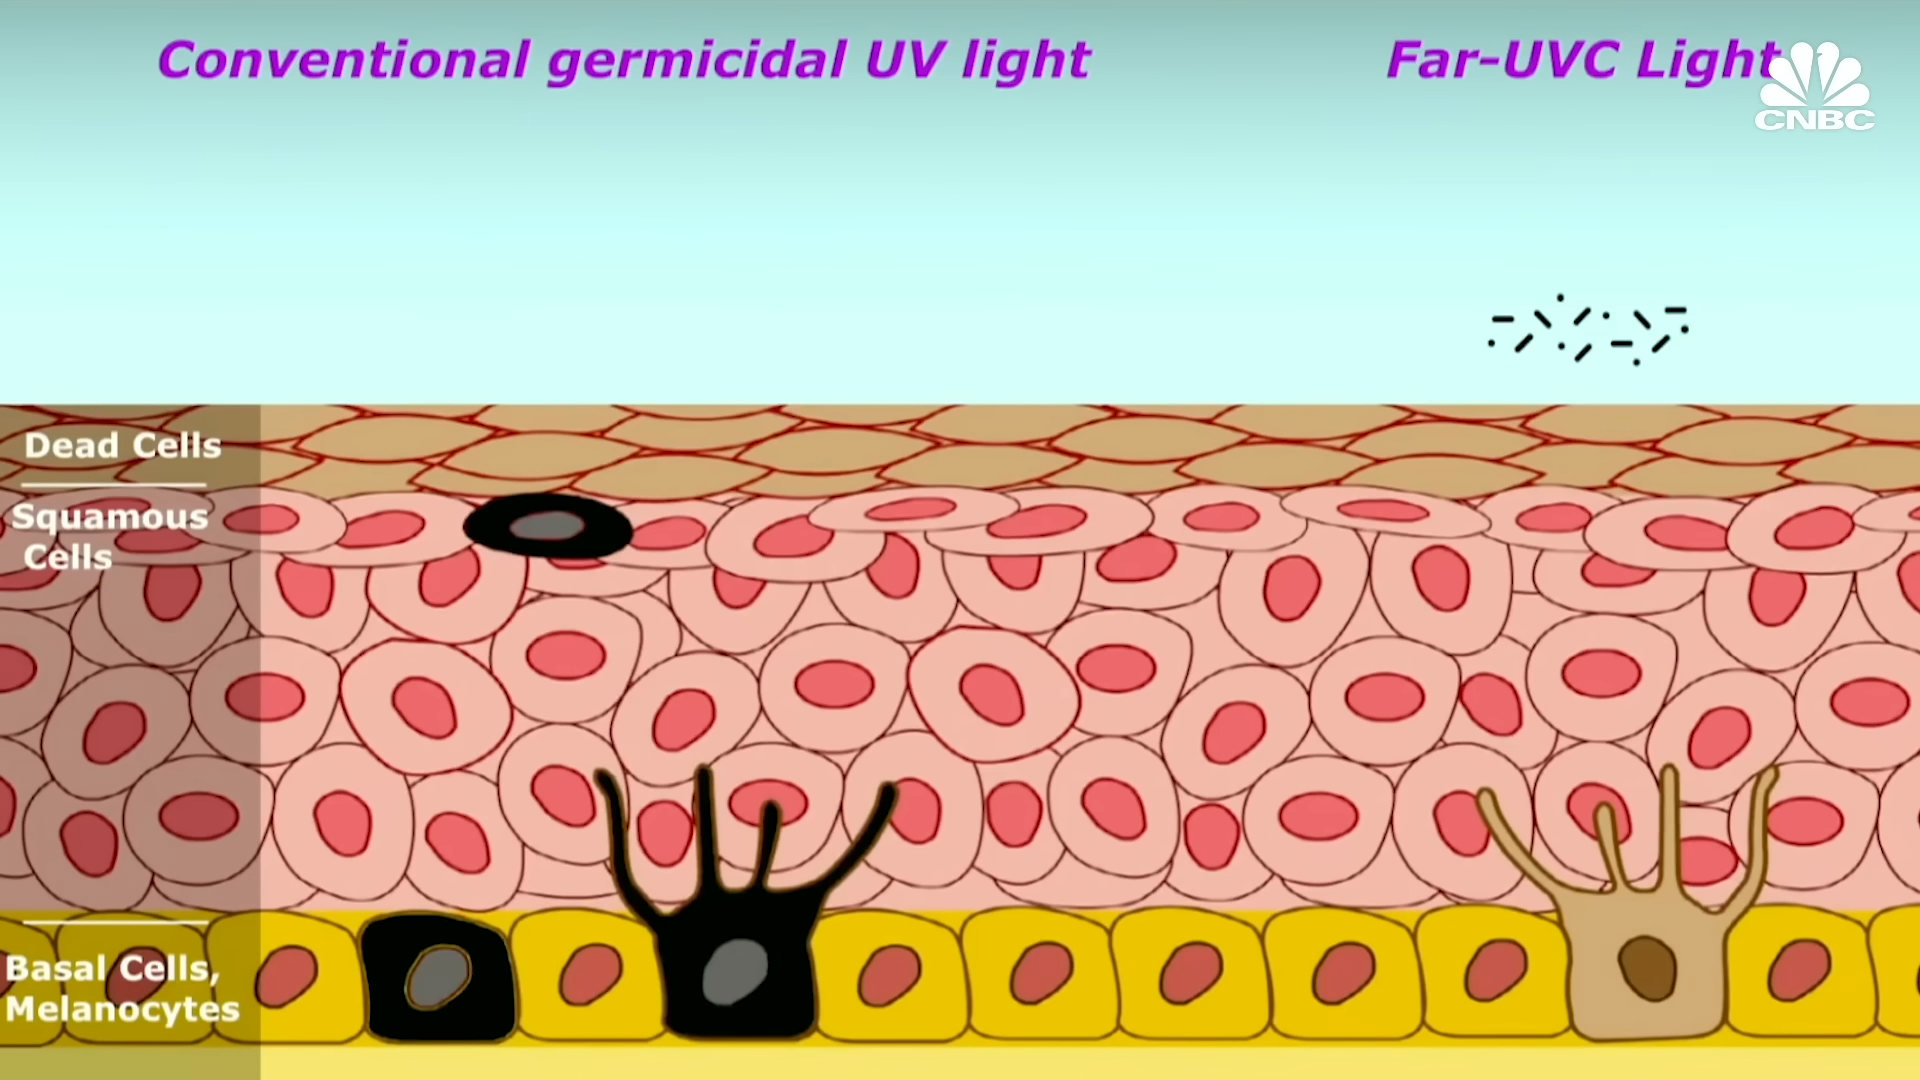 Conventional germicidal UV light
Far-UVC Light
CNBC
Dead Cells
Squamous
Cells
Basal Cells,
Melanocytes